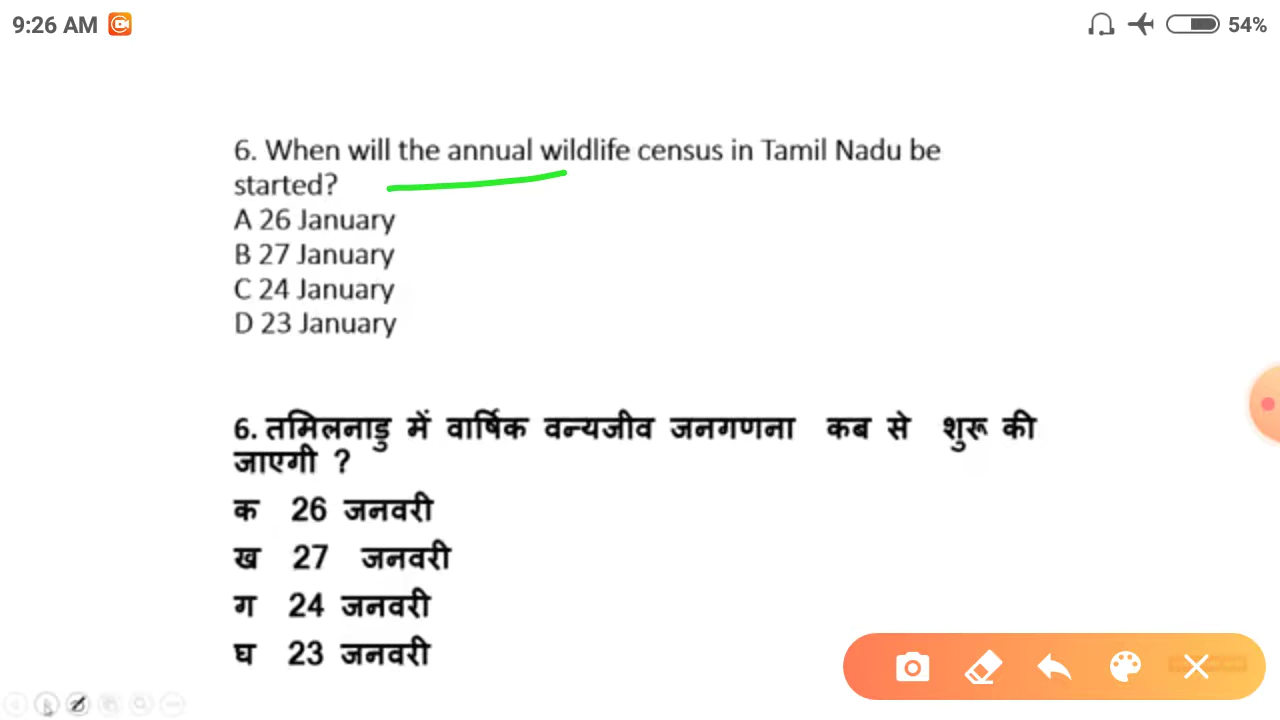 9:26 AM
54%
6. When will the annual wildlife census in Tamil Nadu be
started?
A 26 January
B 27 January
C 24 January
D 23 January
6. तमिलनाडु में वार्षिक वन्यजीव जनगणना कब से शुरू की
जाएगी ?
क 26 जनवरी
ख 27 जनवरी
ग 24 जनवरी
घ 23 जनवरी